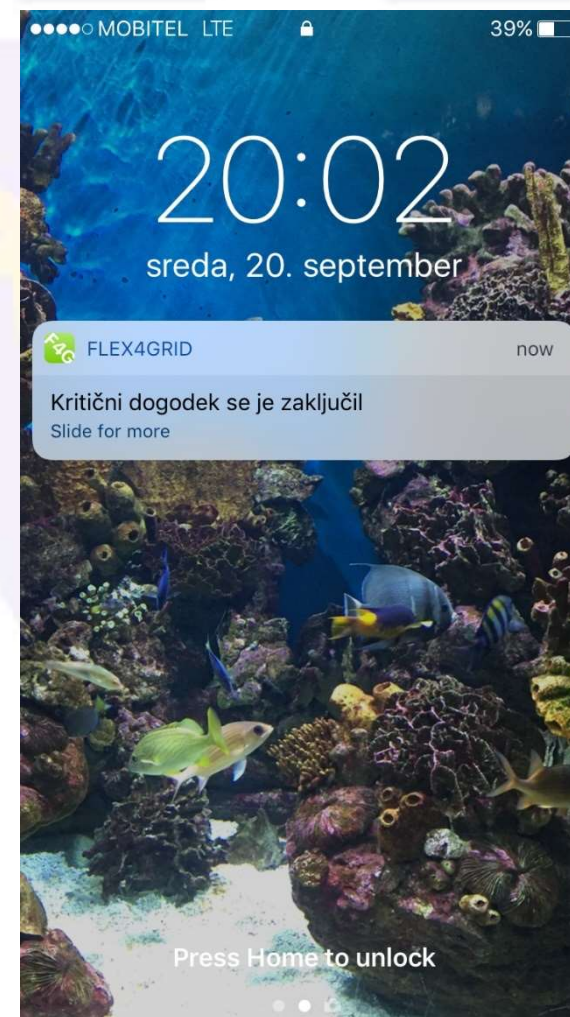 MOBITEL LTE 39%
20:02
sreda, 20. september
F4G FLEX4GRID now
Kritični dogodek se je zaključil
Slide for more
Press Home to unlock